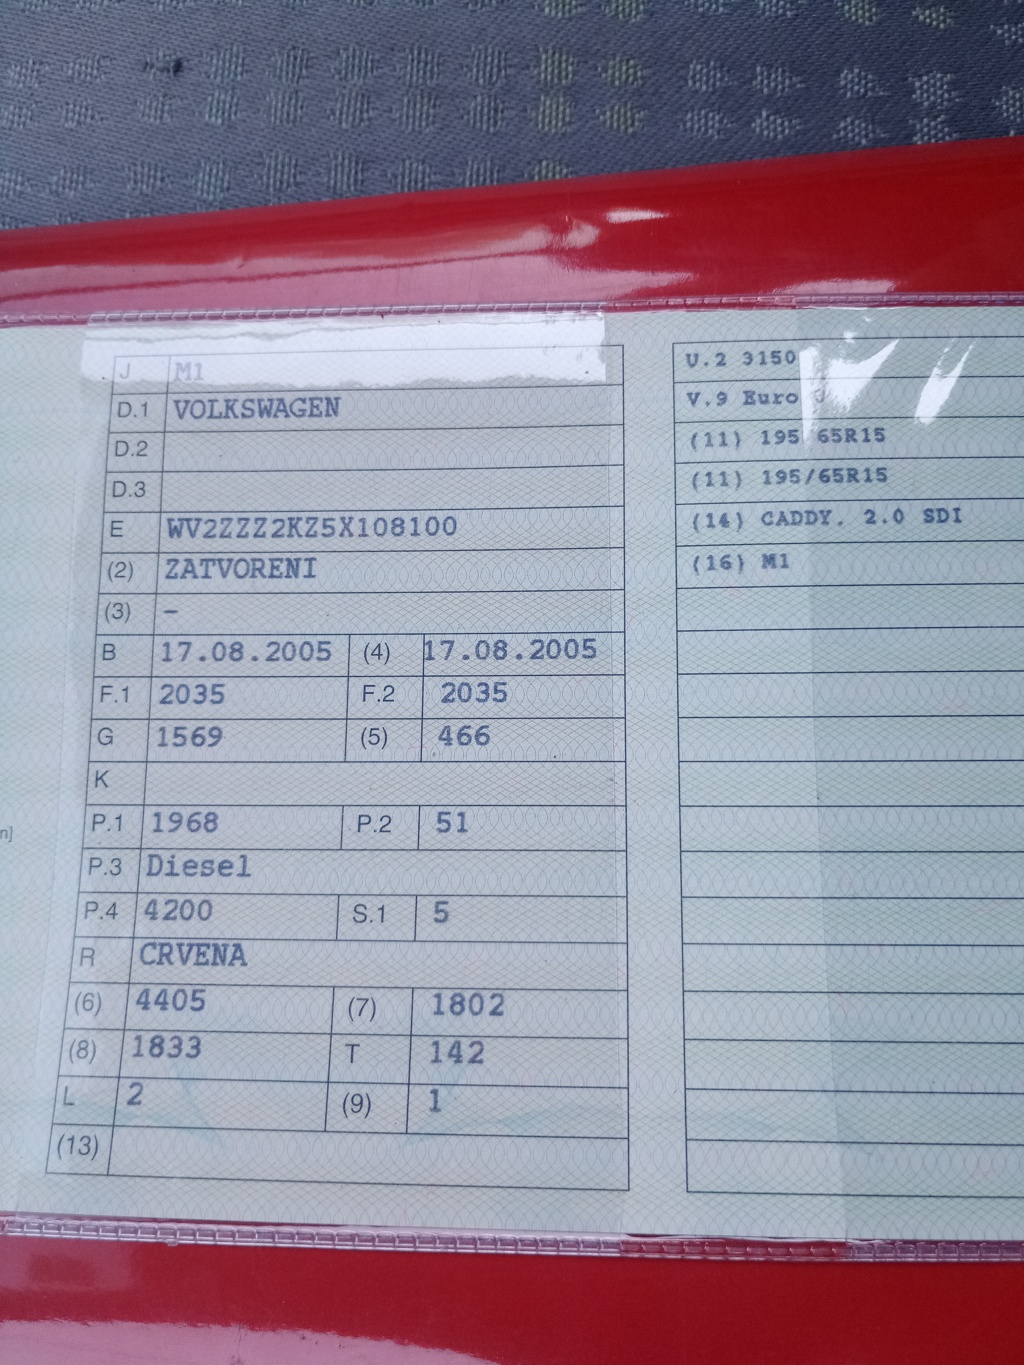 J M1
D.1 VOLKSWAGEN
D.2
D.3
E WV2ZZZ2KZ5X108100
(2) ZATVORENI
(3) –
B 17.08.2005 (4) 17.08.2005
F.1 2035 F.2 2035
G 1569 (5) 466
K
P.1 1968 P.2 51
P.3 Diesel
P.4 4200 S.1 5
R CRVENA
(6) 4405 (7) 1802
(8) 1833 T 142
L 2 (9) 1
(13)
n]
U.2 3150
V.9 Euro
(11) 195/65R15
(11) 195/65R15
(14) CADDY. 2.0 SDI
(16) M1